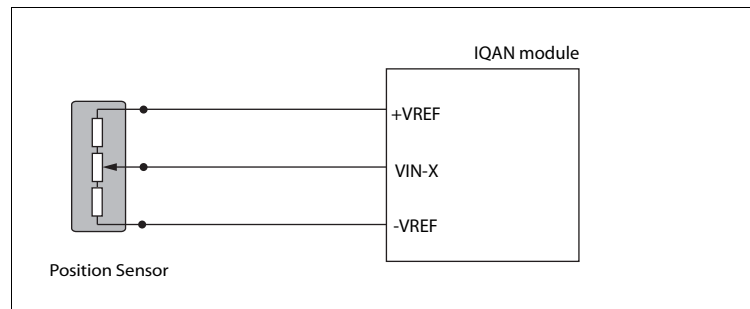 IQAN module
+VREF
VIN-X
-VREF
Position Sensor